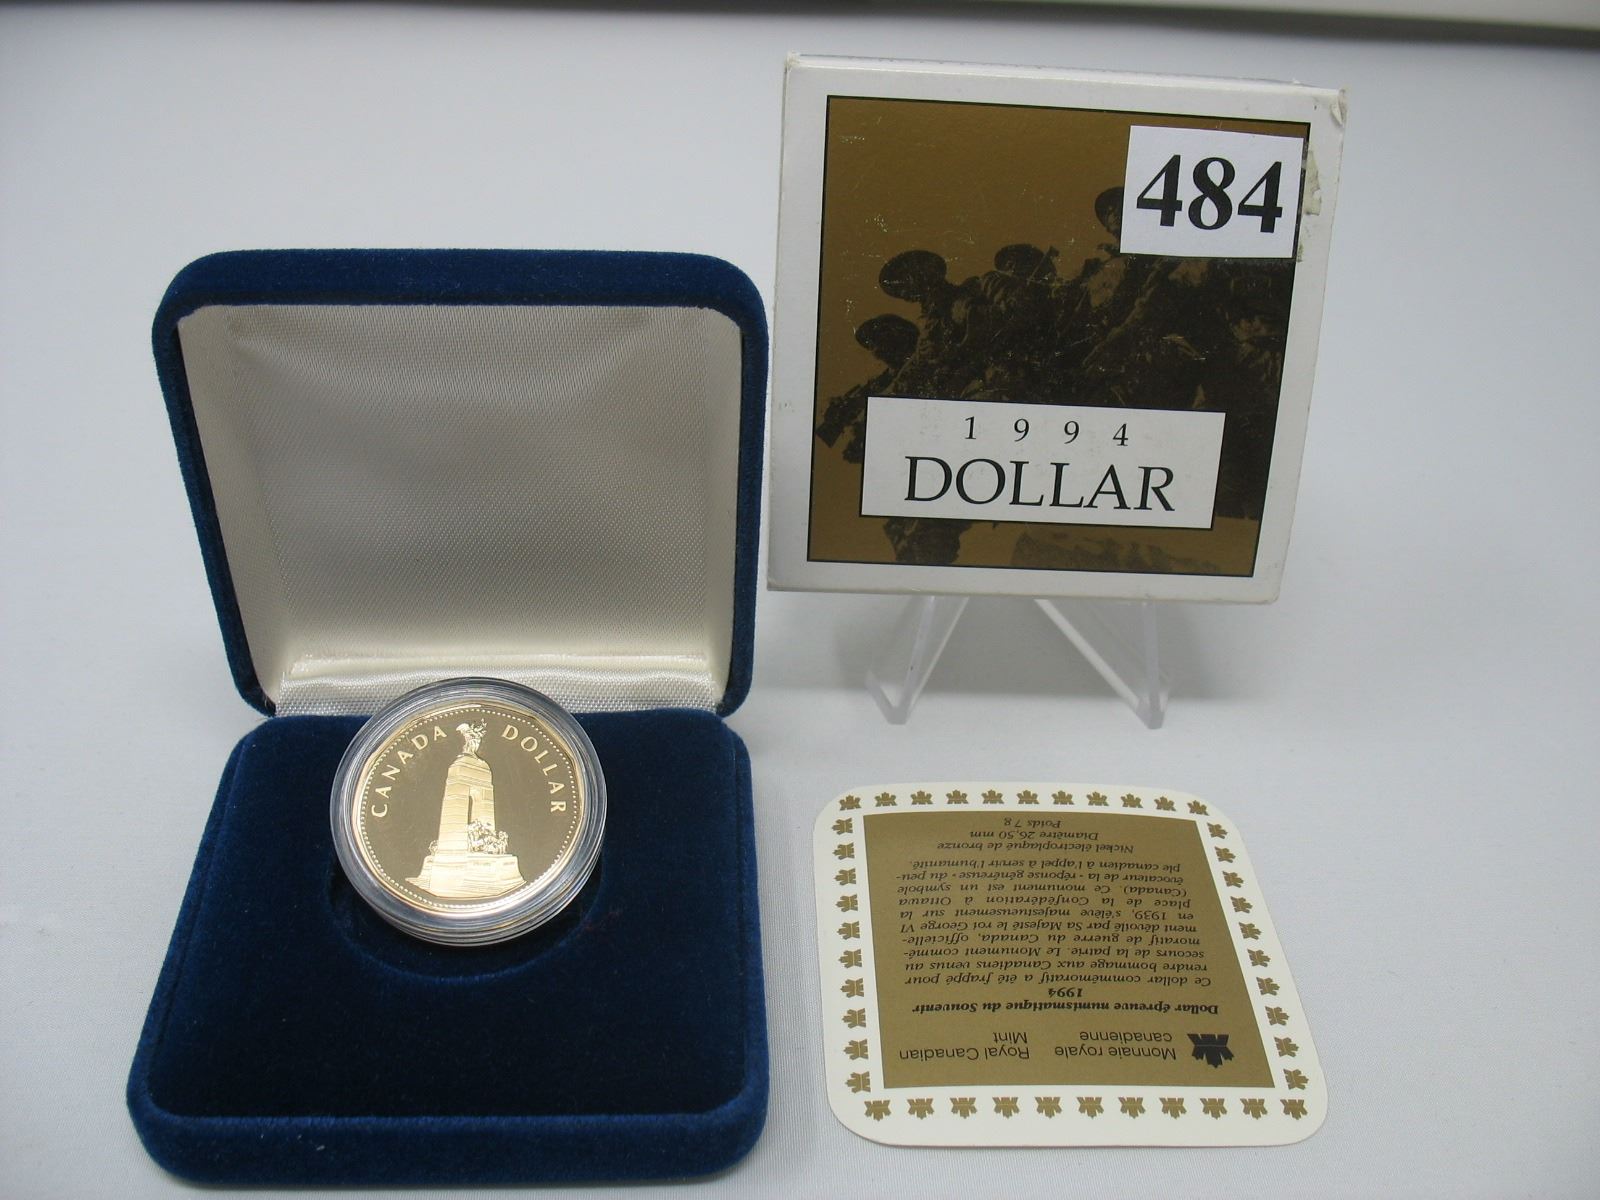 484
1994
DOLLAR
CANADA DOLLAR
Monnaie royale Royal Canadian
canadienne Mint
Dollar épreuve numismatique du Souvenir
1994
Ce dollar commémoratif a été frappé pour
rendre hommage aux Canadiens venus au
secours de la patrie. Le Monument commé-
moratif de guerre du Canada, officielle-
ment dévoilé par Sa Majesté le roi George VI
en 1939, s'élève majestueusement sur la
place de la Confédération à Ottawa
(Canada). Ce monument est un symbole
évocateur de la « réponse généreuse » du peu-
ple canadien à l'appel à servir l'humanité.
Nickel électroplaqué de bronze
Diamètre 26,50 mm
Poids 7 g